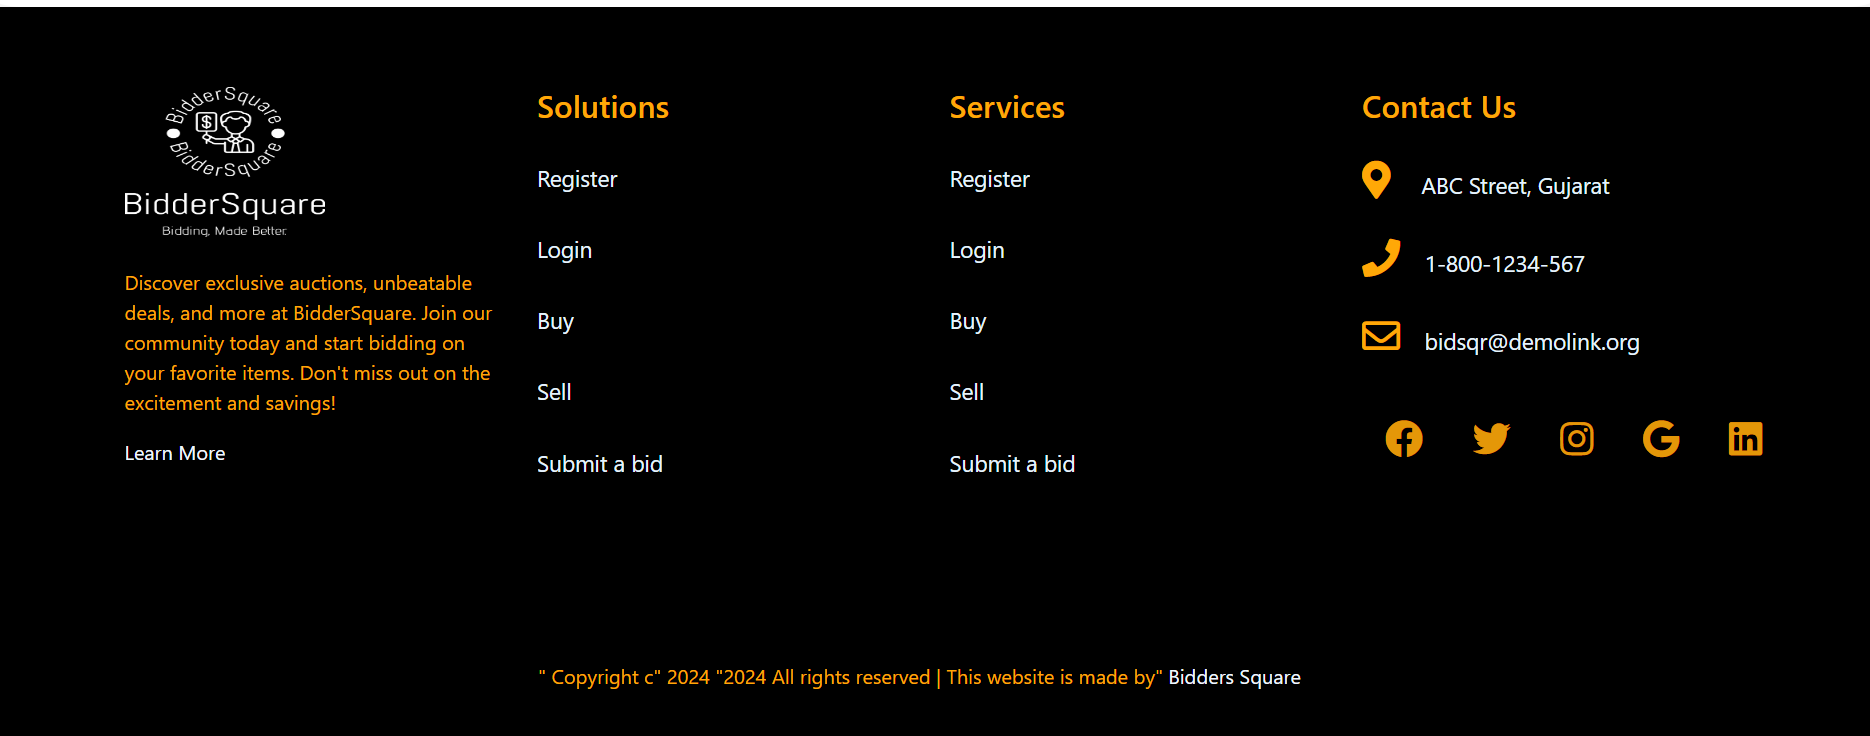 BidderSquare
BidderSquare
BidderSquare
Bidding, Made Better.
Discover exclusive auctions, unbeatable
deals, and more at BidderSquare. Join our
community today and start bidding on
your favorite items. Don't miss out on the
excitement and savings!
Learn More
Solutions
Register
Login
Buy
Sell
Submit a bid
Services
Register
Login
Buy
Sell
Submit a bid
Contact Us
ABC Street, Gujarat
1-800-1234-567
bidsqr@demolink.org
" Copyright c" 2024 "2024 All rights reserved | This website is made by" Bidders Square